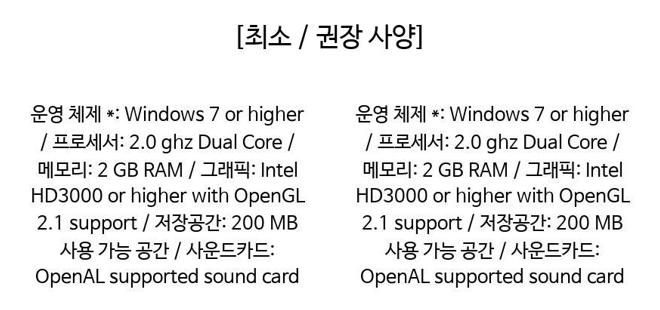 [최소 / 권장 사양]
운영 체제 *: Windows 7 or higher
/ 프로세서: 2.0 ghz Dual Core /
메모리: 2 GB RAM / 그래픽: Intel
HD3000 or higher with OpenGL
2.1 support / 저장공간: 200 MB
사용 가능 공간 / 사운드카드:
OpenAL supported sound card
운영 체제 *: Windows 7 or higher
/ 프로세서: 2.0 ghz Dual Core /
메모리: 2 GB RAM / 그래픽: Intel
HD3000 or higher with OpenGL
2.1 support / 저장공간: 200 MB
사용 가능 공간 / 사운드카드:
OpenAL supported sound card